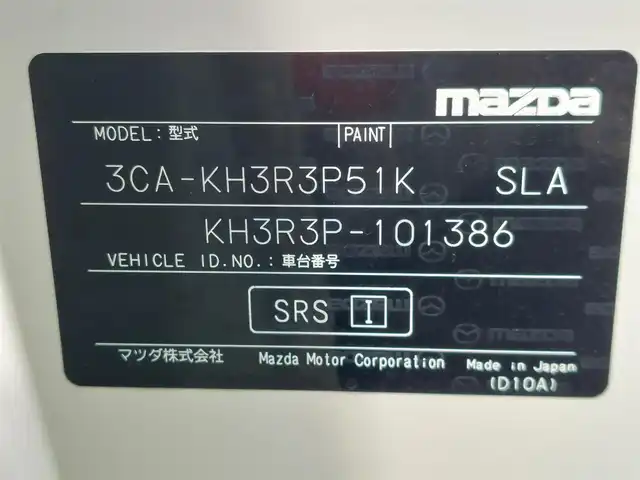 mazda
MODEL: 型式 |PAINT|
3CA-KH3R3P51K SLA
KH3R3P-101386
VEHICLE ID.NO.: 車台番号
SRS I
マツダ株式会社 Mazda Motor Corporation Made in Japan
(D10A)